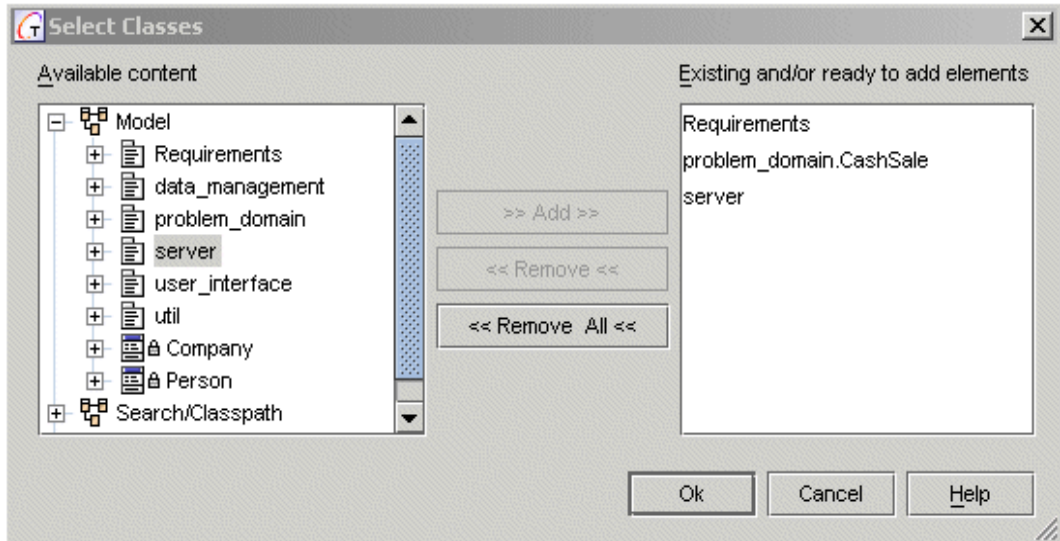 Select Classes
Available content
Existing and/or ready to add elements
Model
Requirements
data_management
problem_domain
server
user_interface
util
Company
Person
Search/Classpath
>> Add >>
<< Remove <<
<< Remove All <<
Requirements
problem_domain.CashSale
server
Ok
Cancel
Help